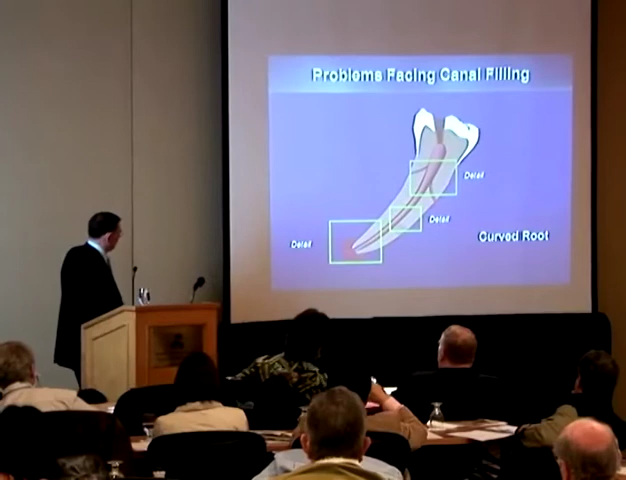 Problems Facing Canal Filling
Detail
Detail
Detail
Curved Root